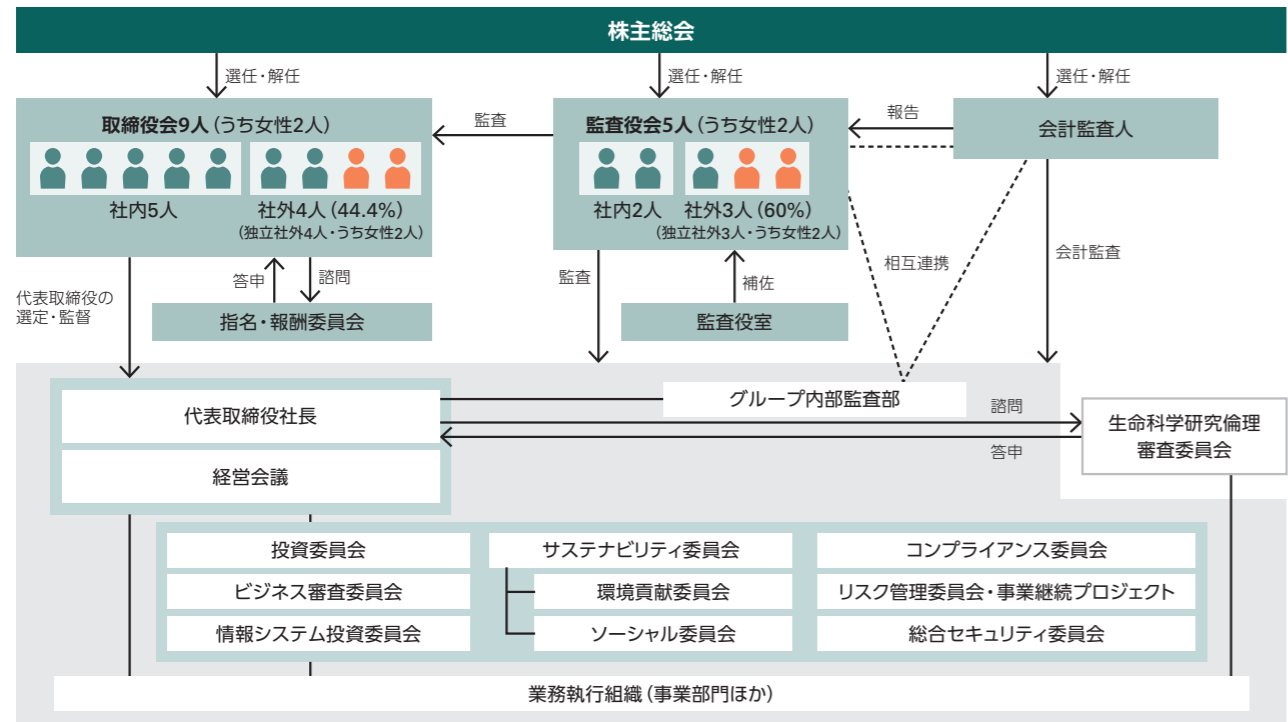 株主総会
選任・解任
選任・解任
選任・解任
取締役会9人（うち女性2人）
社内5人
社外4人（44.4%）
（独立社外4人・うち女性2人）
監査
監査役会5人（うち女性2人）
社内2人
社外3人（60%）
（独立社外3人・うち女性2人）
報告
会計監査人
代表取締役の
選定・監督
答申
諮問
指名・報酬委員会
監査
補佐
監査役室
相互連携
会計監査
代表取締役社長
経営会議
グループ内部監査部
諮問
答申
生命科学研究倫理
審査委員会
投資委員会
サステナビリティ委員会
コンプライアンス委員会
ビジネス審査委員会
環境貢献委員会
リスク管理委員会・事業継続プロジェクト
情報システム投資委員会
ソーシャル委員会
総合セキュリティ委員会
業務執行組織（事業部門ほか）